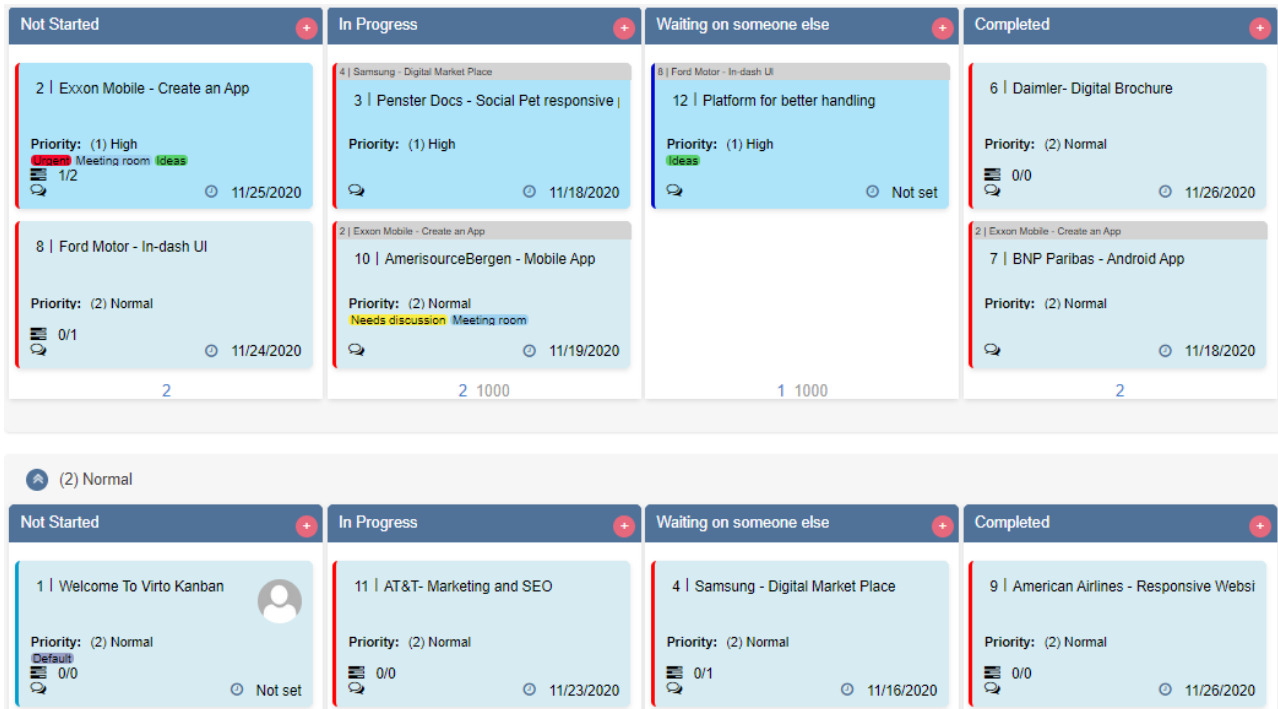 Not Started
+
2 | Exxon Mobile - Create an App
Priority: (1) High
Urgent Meeting room Ideas
1/2
11/25/2020
8 | Ford Motor - In-dash UI
Priority: (2) Normal
0/1
11/24/2020
2
In Progress
+
4 | Samsung - Digital Market Place
3 | Penster Docs - Social Pet responsive
Priority: (1) High
11/18/2020
2 | Exxon Mobile - Create an App
10 | AmerisourceBergen - Mobile App
Priority: (2) Normal
Needs discussion Meeting room
11/19/2020
2 1000
Waiting on someone else
+
8 | Ford Motor - In-dash UI
12 | Platform for better handling
Priority: (1) High
Ideas
Not set
1 1000
Completed
+
6 | Daimler- Digital Brochure
Priority: (2) Normal
0/0
11/26/2020
2 | Exxon Mobile - Create an App
7 | BNP Paribas - Android App
Priority: (2) Normal
11/18/2020
2
(2) Normal
Not Started
+
1 | Welcome To Virto Kanban
Priority: (2) Normal
Default
0/0
Not set
In Progress
+
11 | AT&T- Marketing and SEO
Priority: (2) Normal
0/0
11/23/2020
Waiting on someone else
+
4 | Samsung - Digital Market Place
Priority: (2) Normal
0/1
11/16/2020
Completed
+
9 | American Airlines - Responsive Websi
Priority: (2) Normal
0/0
11/26/2020